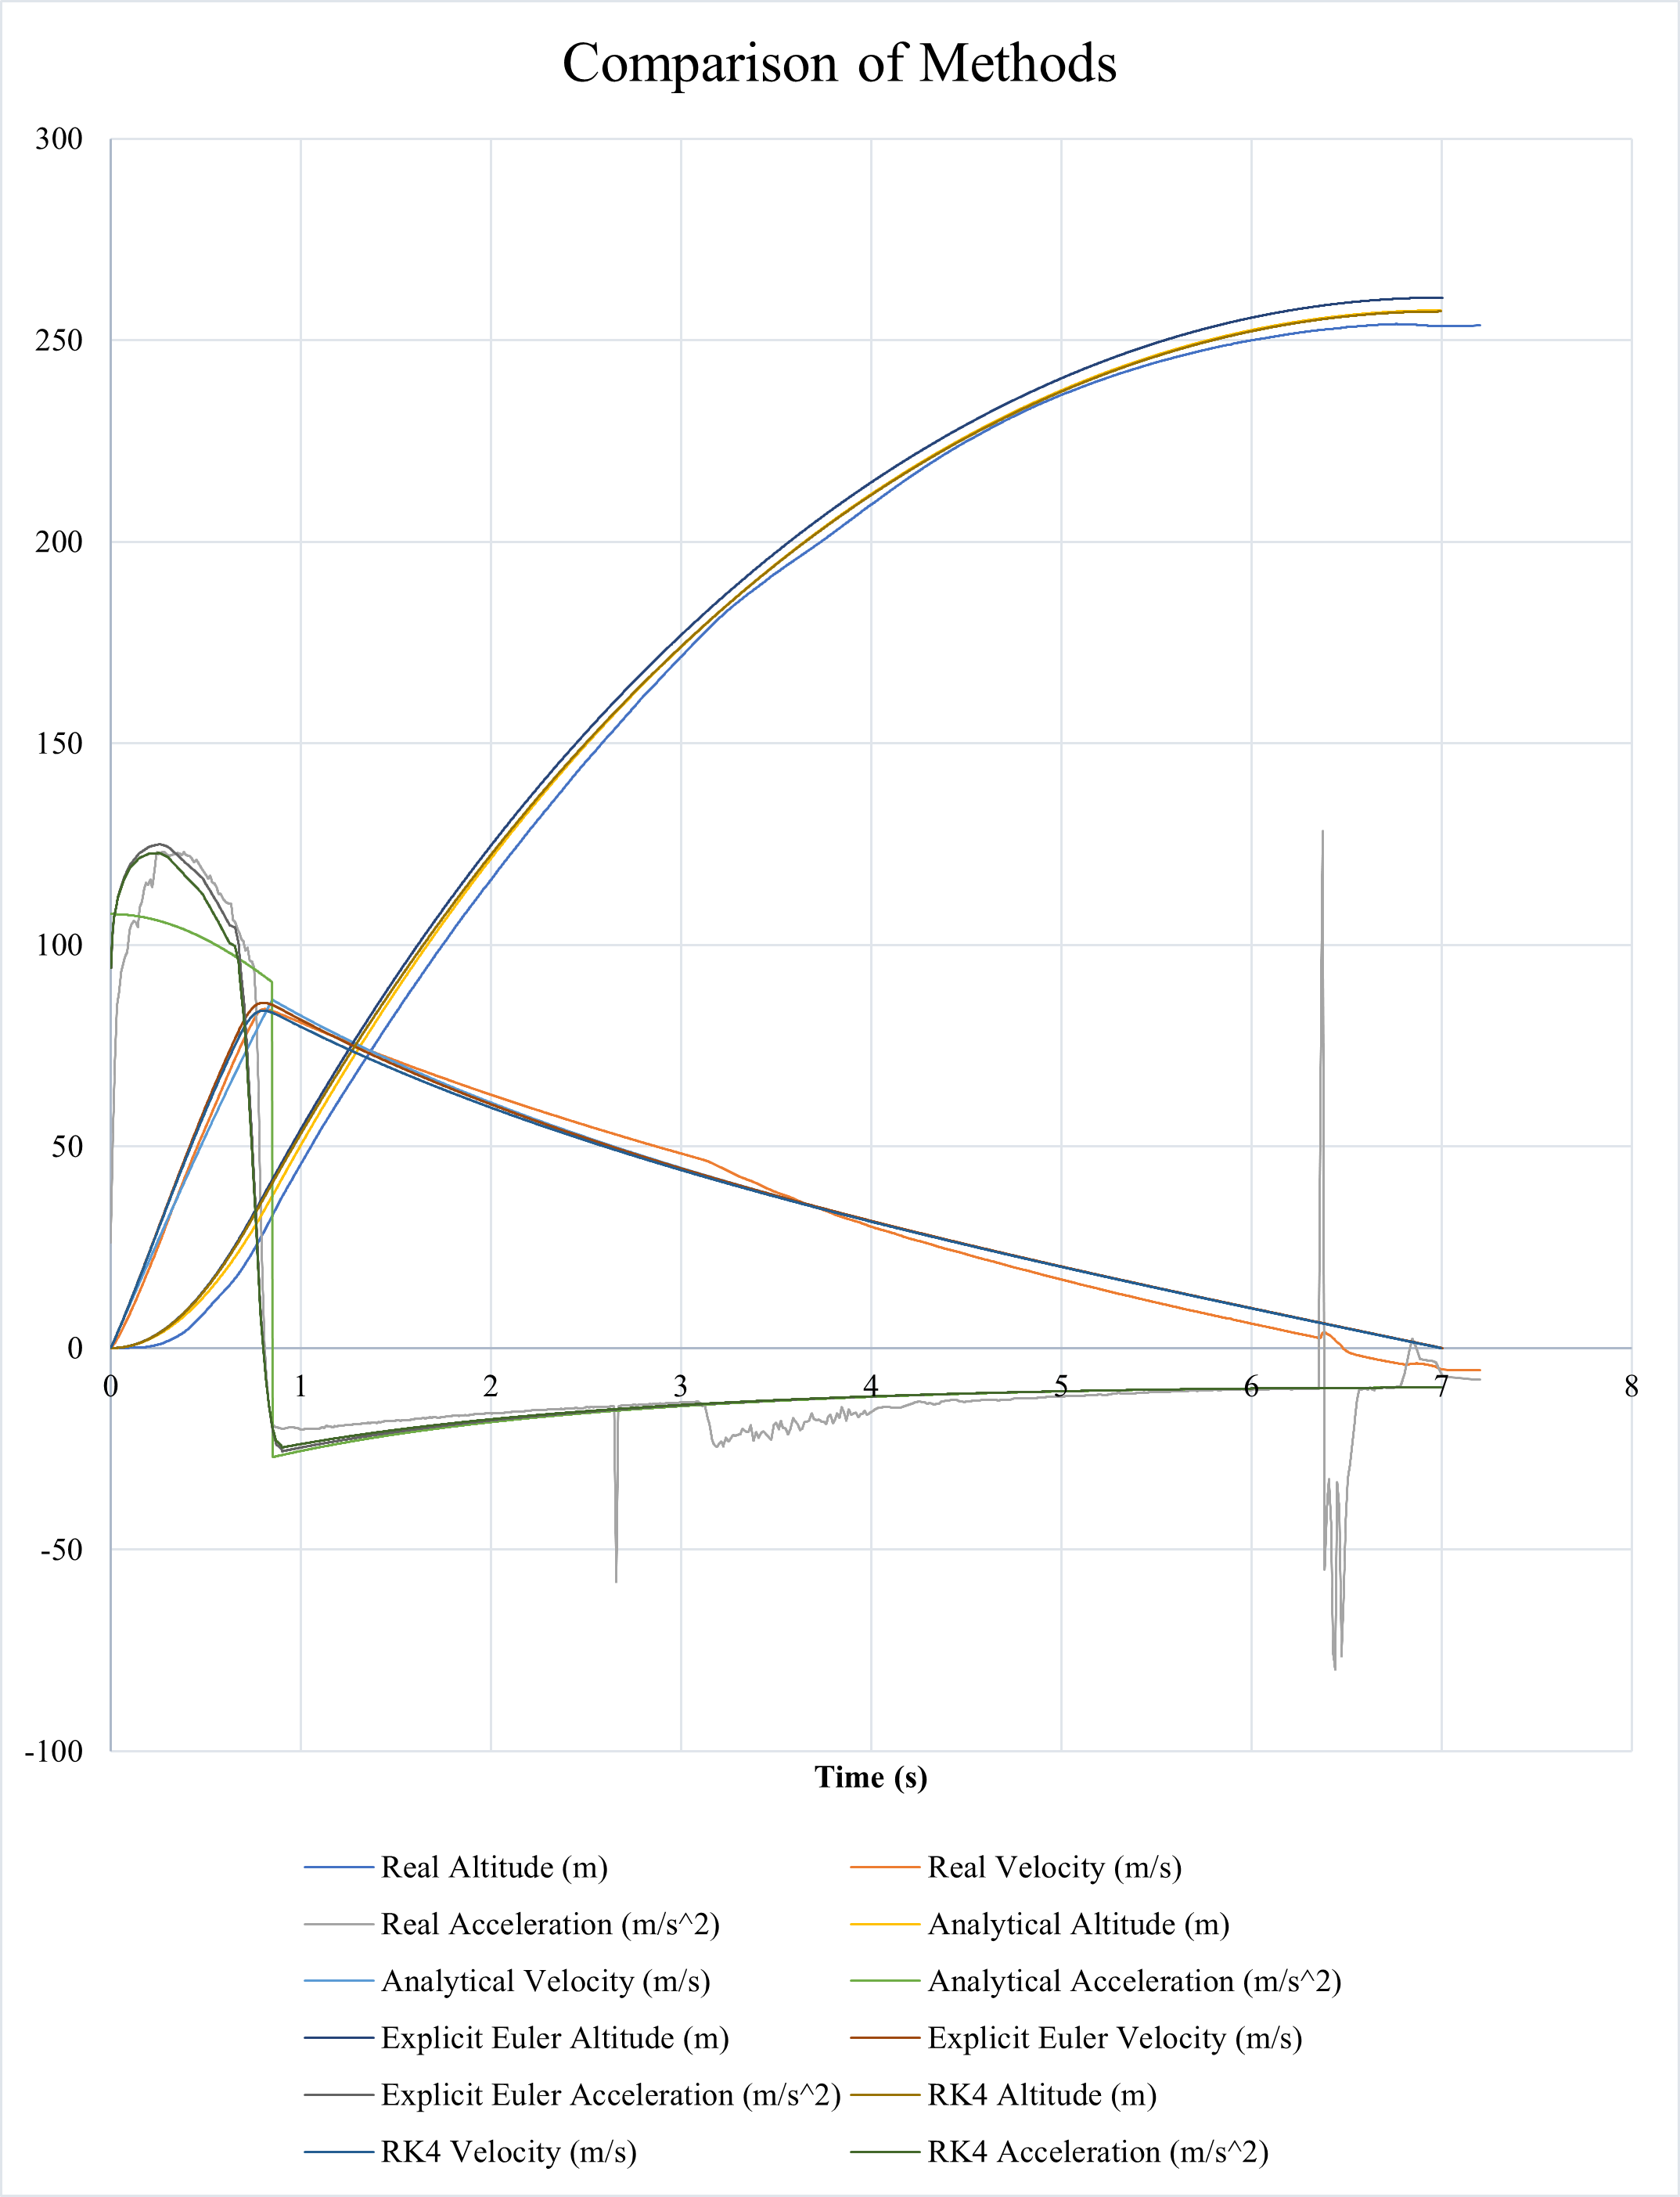 Comparison of Methods
300
250
200
150
100
50
0
-50
-100
0 1 2 3 4 5 6 7 8
Time (s)
Real Altitude (m) Real Velocity (m/s)
Real Acceleration (m/s^2) Analytical Altitude (m)
Analytical Velocity (m/s) Analytical Acceleration (m/s^2)
Explicit Euler Altitude (m) Explicit Euler Velocity (m/s)
Explicit Euler Acceleration (m/s^2) RK4 Altitude (m)
RK4 Velocity (m/s) RK4 Acceleration (m/s^2)